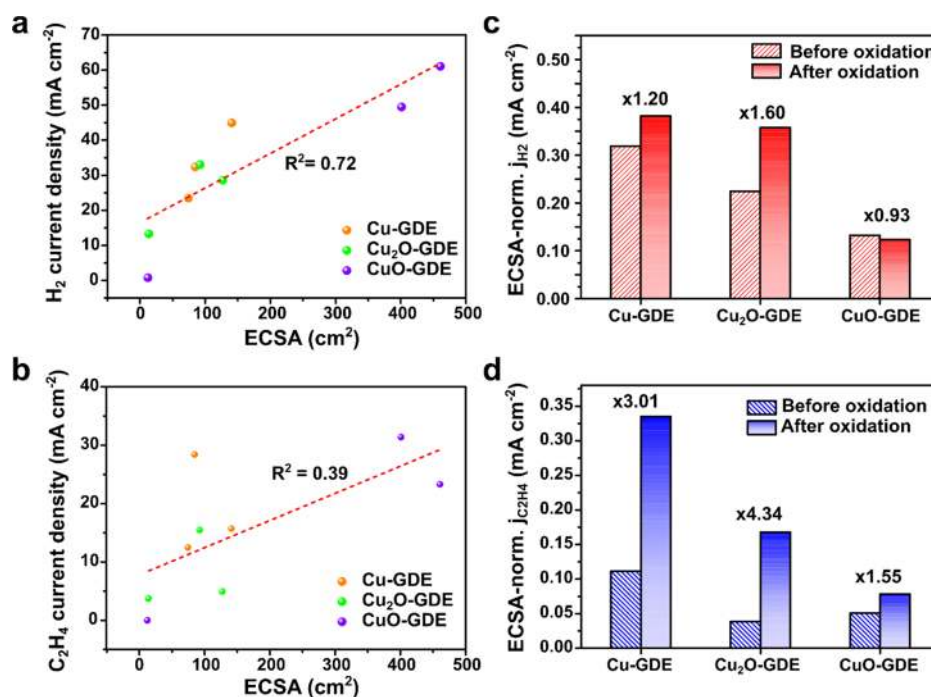 a
H₂ current density (mA cm⁻²)
70
60
50
40
30
20
10
0
R²= 0.72
Cu-GDE
Cu₂O-GDE
CuO-GDE
0 100 200 300 400 500
ECSA (cm²)
b
C₂H₄ current density (mA cm⁻²)
40
30
20
10
0
R² = 0.39
Cu-GDE
Cu₂O-GDE
CuO-GDE
0 100 200 300 400 500
ECSA (cm²)
c
ECSA-norm. j_H2 (mA cm⁻²)
0.50
0.40
0.30
0.20
0.10
0.00
Before oxidation
After oxidation
x1.20
x1.60
x0.93
Cu-GDE Cu₂O-GDE CuO-GDE
d
ECSA-norm. j_C2H4 (mA cm⁻²)
0.35
0.30
0.25
0.20
0.15
0.10
0.05
0.00
Before oxidation
After oxidation
x3.01
x4.34
x1.55
Cu-GDE Cu₂O-GDE CuO-GDE